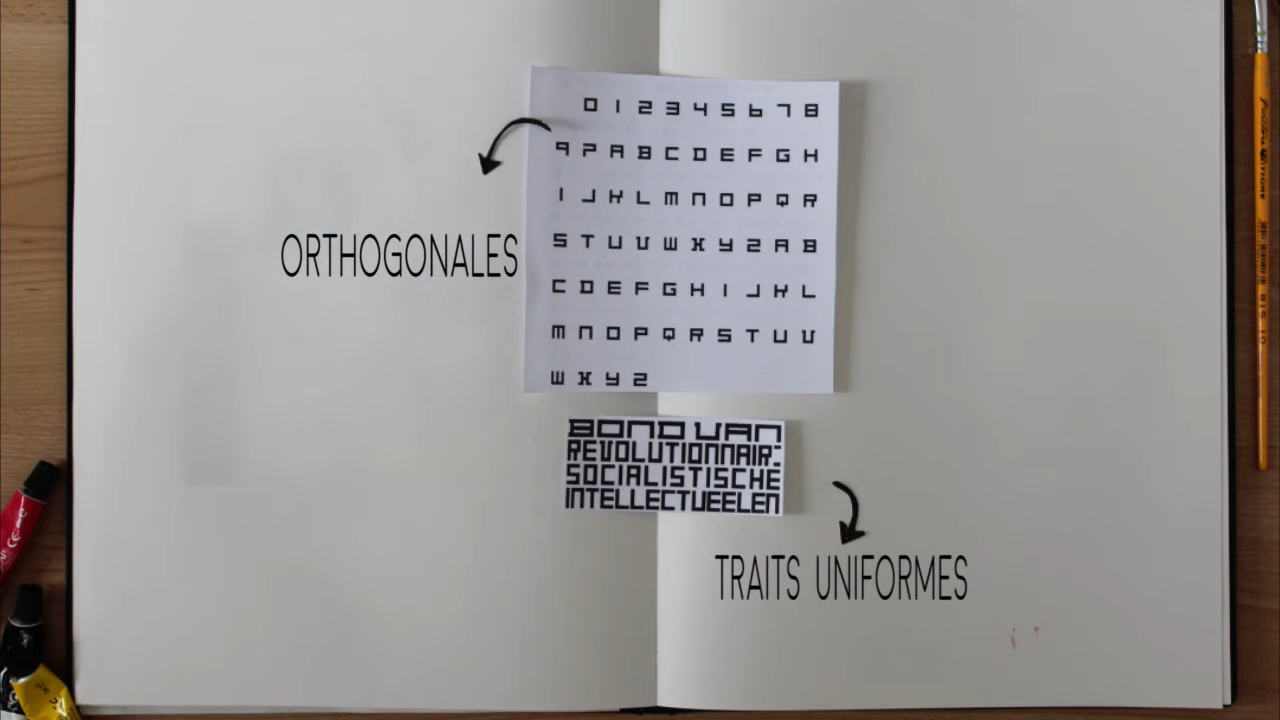 0 1 2 3 4 5 6 7 8
9 ? A B C D E F G H
I J K L M N O P Q R
S T U V W X Y Z A B
C D E F G H I J K L
M N O P Q R S T U V
W X Y Z
ORTHOGONALES
BOND VAN
REVOLUTIONNAIR-
SOCIALISTISCHE
INTELLECTUEELEN
TRAITS UNIFORMES